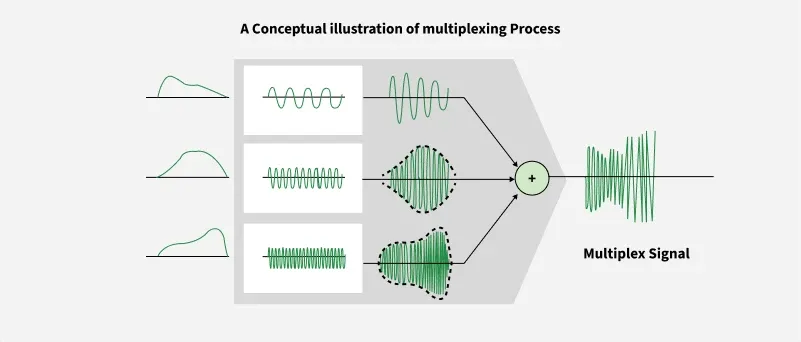 A Conceptual illustration of multiplexing Process
+
Multiplex Signal